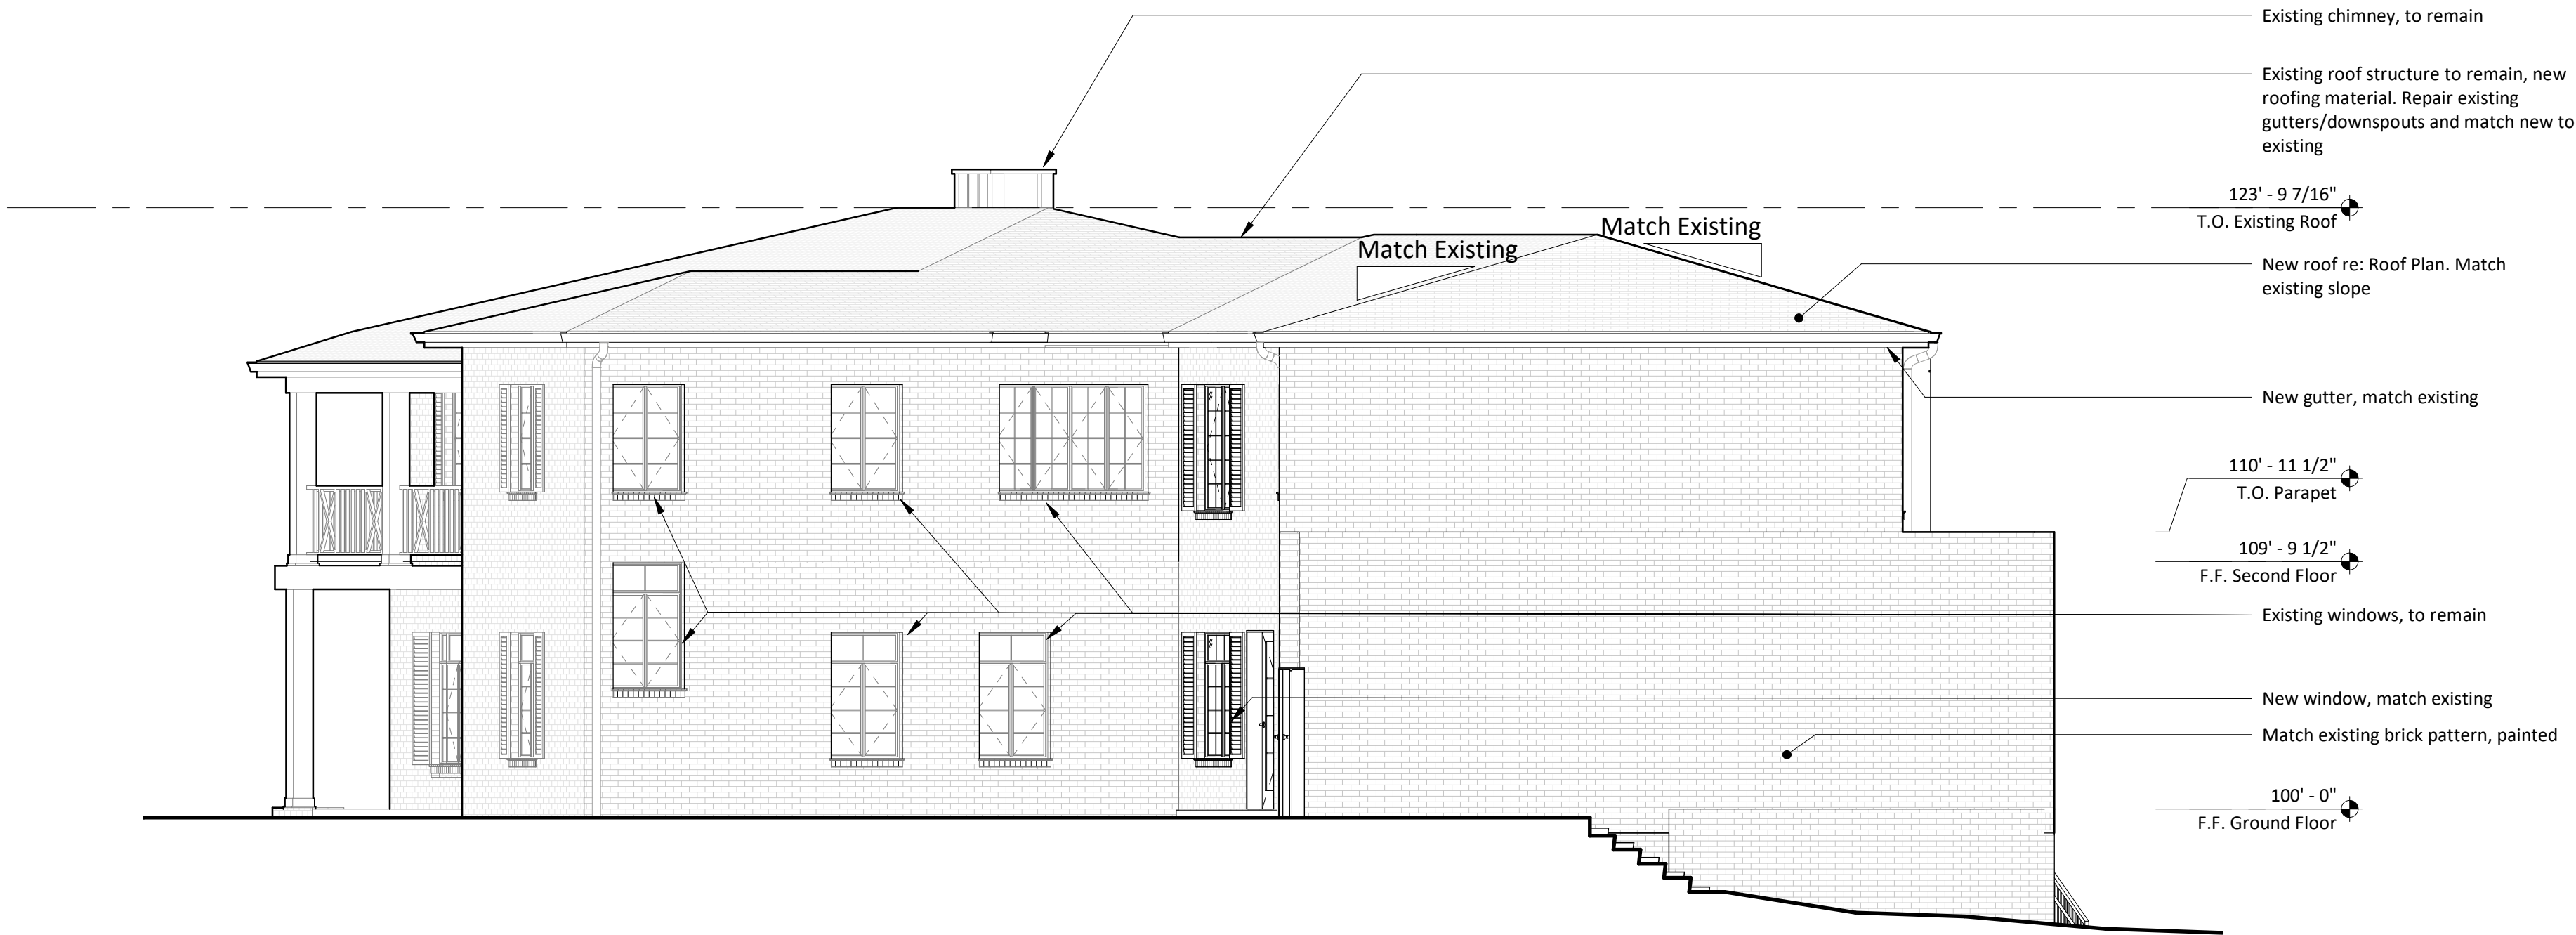 Existing chimney, to remain
Existing roof structure to remain, new
roofing material. Repair existing
gutters/downspouts and match new to
existing
123' - 9 7/16"
T.O. Existing Roof
Match Existing
Match Existing
New roof re: Roof Plan. Match
existing slope
New gutter, match existing
110' - 11 1/2"
T.O. Parapet
109' - 9 1/2"
F.F. Second Floor
Existing windows, to remain
New window, match existing
Match existing brick pattern, painted
100' - 0"
F.F. Ground Floor